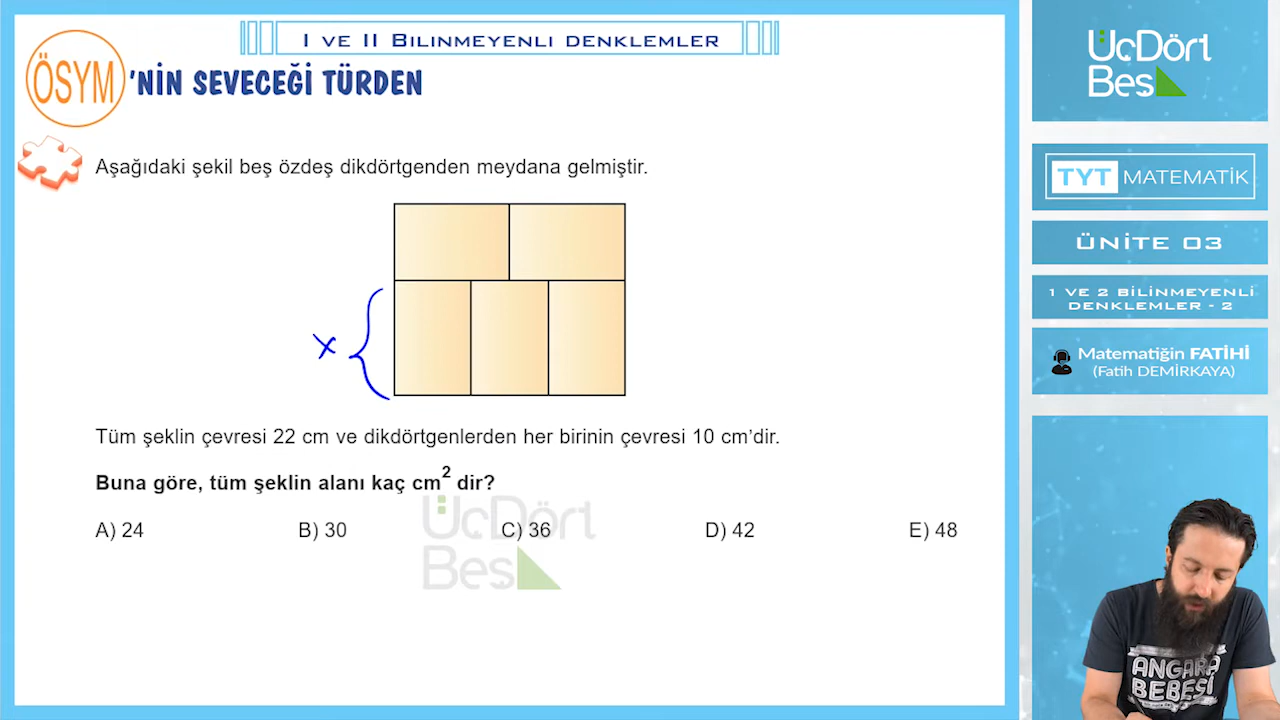 I VE II BILINMEYENLI DENKLEMLER
ÖSYM'NİN SEVECEĞİ TÜRDEN
Aşağıdaki şekil beş özdeş dikdörtgenden meydana gelmiştir.
x
Tüm şeklin çevresi 22 cm ve dikdörtgenlerden her birinin çevresi 10 cm'dir.
Buna göre, tüm şeklin alanı kaç cm² dir?
A) 24 B) 30 C) 36 D) 42 E) 48
ÜçDört
Beş
ÜçDört
Beş
TYT MATEMATİK
ÜNİTE 03
1 VE 2 BİLİNMEYENLİ
DENKLEMLER - 2
Matematiğin FATİHİ
(Fatih DEMİRKAYA)
ANGARA
BEBESİ